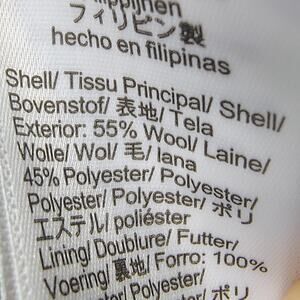 フィリピン製
hecho en filipinas
Shell/ Tissu Principal/ Shell/
Bovenstof/ 表地/ Tela
Exterior: 55% Wool/ Laine/
Wolle/ Wol/ 毛/ lana
45% Polyester/ Polyester/
Polyester/ Polyester/ ポリ
エステル/ poliéster
Lining/ Doublure/ Futter/
Voering/ 裏地/ Forro: 100%
Polyester/